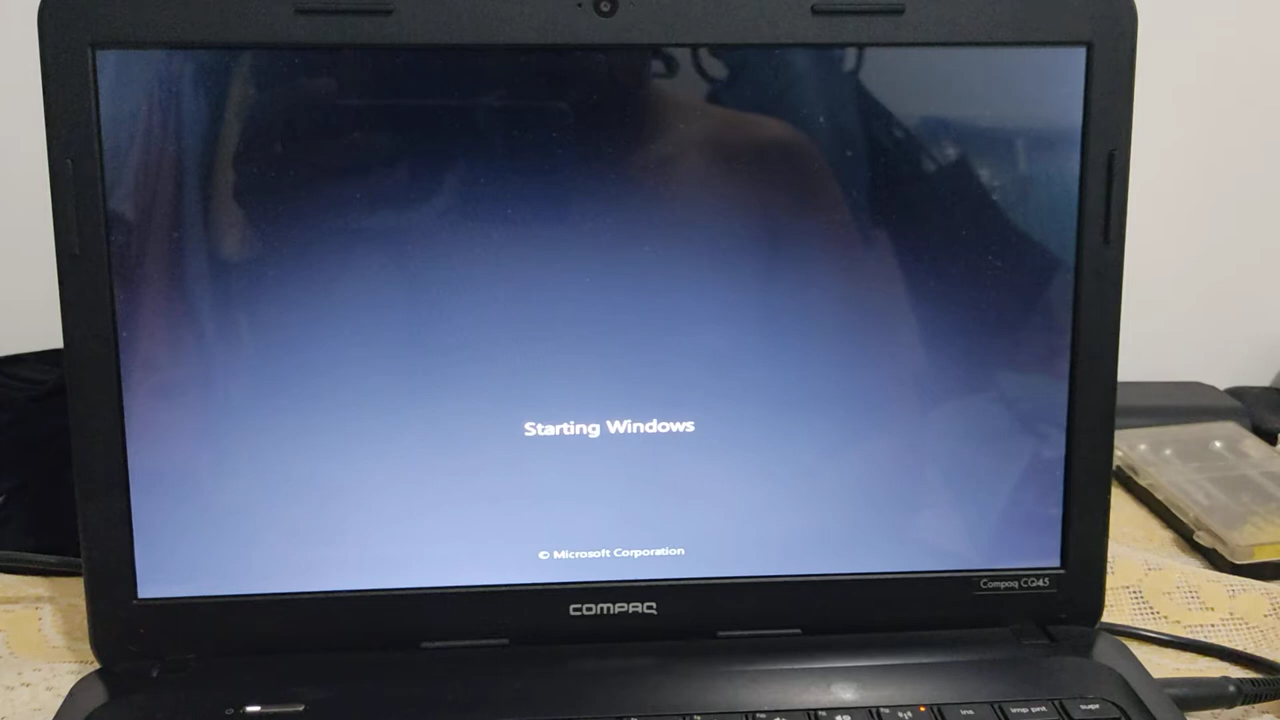 Starting Windows
© Microsoft Corporation
Compaq CQ45
COMPAQ
ins
imp pnt
supr